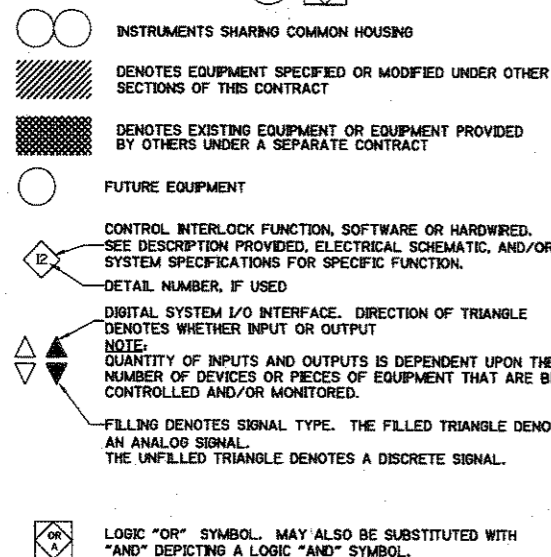 INSTRUMENTS SHARING COMMON HOUSING
DENOTES EQUIPMENT SPECIFIED OR MODIFIED UNDER OTHER
SECTIONS OF THIS CONTRACT
DENOTES EXISTING EQUIPMENT OR EQUIPMENT PROVIDED
BY OTHERS UNDER A SEPARATE CONTRACT
FUTURE EQUIPMENT
CONTROL INTERLOCK FUNCTION, SOFTWARE OR HARDWIRED.
SEE DESCRIPTION PROVIDED, ELECTRICAL SCHEMATIC, AND/OR
SYSTEM SPECIFICATIONS FOR SPECIFIC FUNCTION.
12
DETAIL NUMBER, IF USED
DIGITAL SYSTEM I/O INTERFACE. DIRECTION OF TRIANGLE
DENOTES WHETHER INPUT OR OUTPUT
NOTE:
QUANTITY OF INPUTS AND OUTPUTS IS DEPENDENT UPON THE
NUMBER OF DEVICES OR PIECES OF EQUIPMENT THAT ARE BE
CONTROLLED AND/OR MONITORED.
FILLING DENOTES SIGNAL TYPE. THE FILLED TRIANGLE DENO
AN ANALOG SIGNAL.
THE UNFILLED TRIANGLE DENOTES A DISCRETE SIGNAL.
OR
A
LOGIC "OR" SYMBOL. MAY ALSO BE SUBSTITUTED WITH
"AND" DEPICTING A LOGIC "AND" SYMBOL.